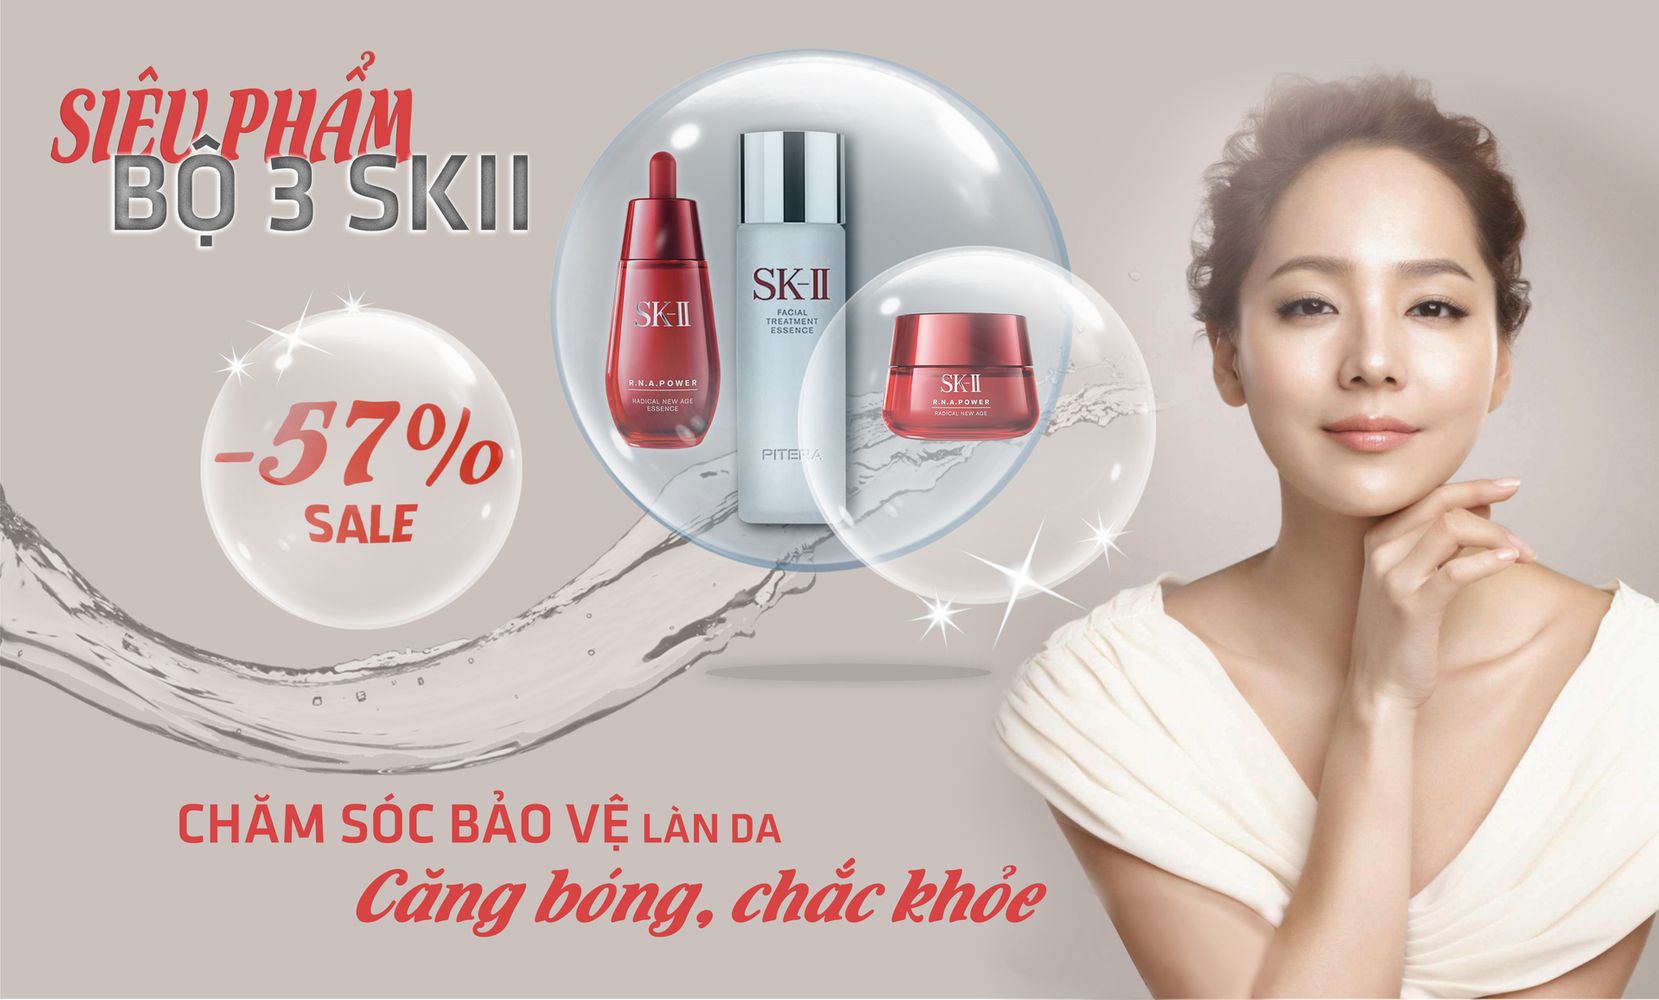 SIÊU PHẨM
BỘ 3 SKII
-57%
SALE
SK-II
R.N.A.POWER
RADICAL NEW AGE
ESSENCE
SK-II
FACIAL
TREATMENT
ESSENCE
PITERA
SK-II
R.N.A.POWER
RADICAL NEW AGE
CHĂM SÓC BẢO VỆ LÀN DA
Căng bóng, chắc khỏe